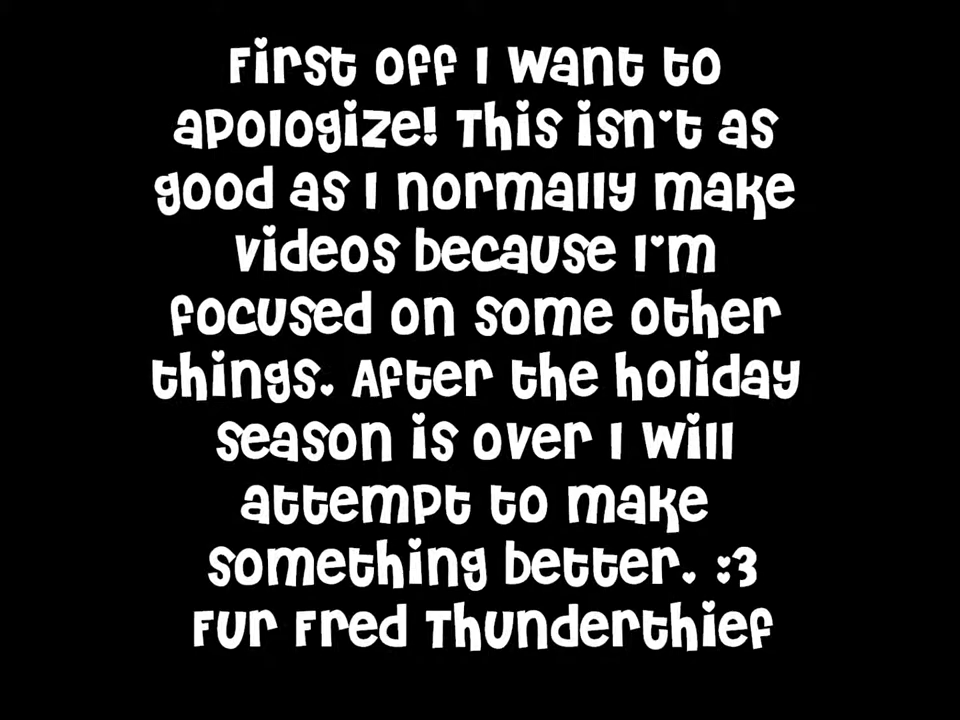 First off I want to
apologize! This isn't as
good as I normally make
videos because I'm
focused on some other
things. After the holiday
season is over I will
attempt to make
something better. :3
Fur Fred Thunderthief